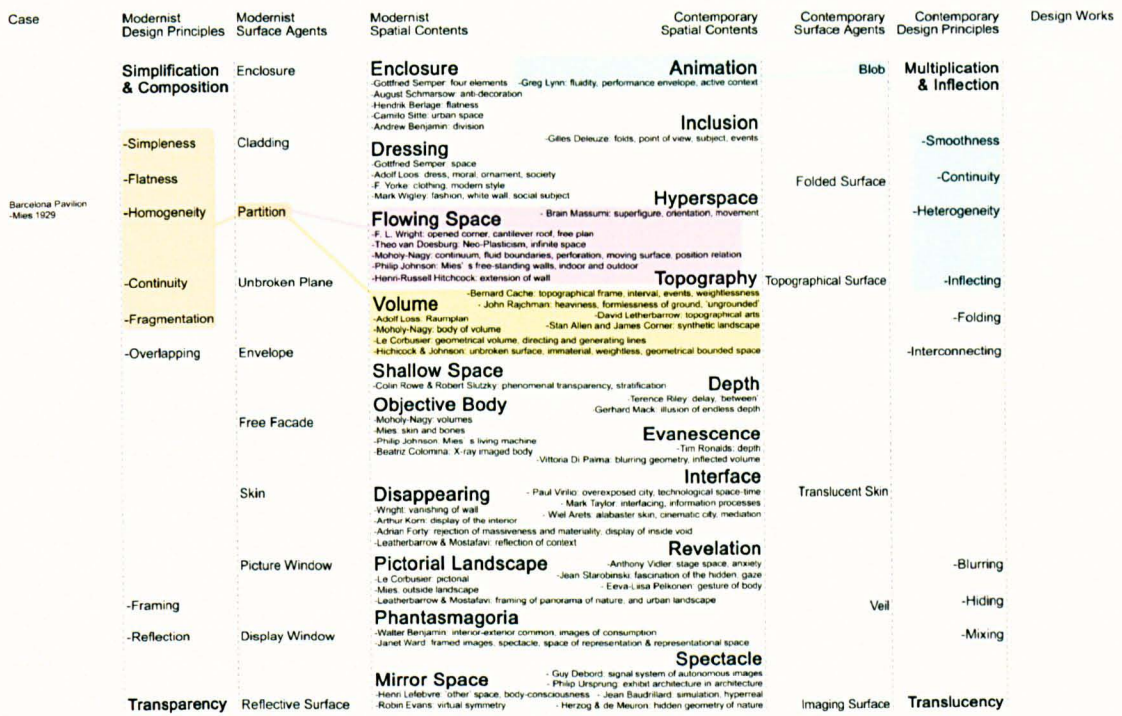 Case
Modernist
Design Principles
Modernist
Surface Agents
Modernist
Spatial Contents
Contemporary
Spatial Contents
Contemporary
Surface Agents
Contemporary
Design Principles
Design Works
Simplification
& Composition
-Simpleness
-Flatness
Barcelona Pavilion
-Mies 1929
-Homogeneity
-Continuity
-Fragmentation
-Overlapping
-Framing
-Reflection
Transparency
Enclosure
Cladding
Partition
Unbroken Plane
Envelope
Free Facade
Skin
Picture Window
Display Window
Reflective Surface
Enclosure
-Gottfried Semper: four elements
-August Schmarsow: anti-decoration
-Hendrik Berlage: flatness
-Camillo Sitte: urban space
-Andrew Benjamin: division
Dressing
-Gottfried Semper: space
-Adolf Loos: dress, moral, ornament, society
-F. Yorke: clothing, modern style
-Mark Wigley: fashion, white wall, social subject
Flowing Space
-F. L. Wright: opened corner, cantilever roof, free plan
-Theo van Doesburg: Neo-Plasticism, infinite space
-Moholy-Nagy: continuum, fluid boundaries, perforation, moving surface, position relation
-Philip Johnson: Mies' s free-standing walls, indoor and outdoor
-Henri-Russell Hitchcock: extension of wall
Volume
-Adolf Loss: Raumplan
-Moholy-Nagy: body of volume
-Le Corbusier: geometrical volume, directing and generating lines
-Hichicock & Johnson: unbroken surface, immaterial, weightless, geometrical bounded space
Shallow Space
-Colin Rowe & Robert Slutzky: phenomenal transparency, stratification
Objective Body
-Moholy-Nagy: volumes
-Mies: skin and bones
-Philip Johnson: Mies' s living machine
-Beatriz Colomina: X-ray imaged body
Disappearing
-Wright: vanishing of wall
-Arthur Korn: display of the interior
-Adrian Forty: rejection of massiveness and materiality, display of inside void
-Leatherbarrow & Mostafavi: reflection of context
Pictorial Landscape
-Le Corbusier: pictorial
-Mies: outside landscape
-Leatherbarrow & Mostafavi: framing of panorama of nature, and urban landscape
Phantasmagoria
-Walter Benjamin: interior-exterior common, images of consumption
-Janet Ward: framed images, spectacle, space of representation & representational space
Mirror Space
-Henri Lefebvre: 'other' space, body-consciousness
-Robin Evans: virtual symmetry
Animation
-Greg Lynn: fluidity, performance envelope, active context
Inclusion
-Gilles Deleuze: folds, point of view, subject, events
Hyperspace
- Brain Massumi: superfigure, orientation, movement
Topography
-Bernard Cache: topographical frame, interval, events, weightlessness
- John Rajchman: heaviness, formlessness of ground, 'ungrounded'
-David Letherbarrow: topographical arts
-Stan Allen and James Corner: synthetic landscape
Depth
-Terence Riley: delay, 'between'
-Gerhard Mack: illusion of endless depth
Evanescence
-Tim Ronalds: depth
-Vittoria Di Palma: blurring geometry, inflected volume
Interface
- Paul Virilio: overexposed city, technological space-time
- Mark Taylor: interfacing, information processes
- Wiel Arets: alabaster skin, cinematic city, mediation
Revelation
-Anthony Vidler: stage space, anxiety
-Jean Starobinski: fascination of the hidden, gaze
- Eeva-Liisa Pelkonen: gesture of body
Spectacle
- Guy Debord: signal system of autonomous images
- Philip Ursprung: exhibit architecture in architecture
- Jean Baudrillard: simulation, hyperreal
- Herzog & de Meuron: hidden geometry of nature
Blob
Folded Surface
Topographical Surface
Translucent Skin
Veil
Imaging Surface
Multiplication
& Inflection
-Smoothness
-Continuity
-Heterogeneity
-Inflecting
-Folding
-Interconnecting
-Blurring
-Hiding
-Mixing
Translucency